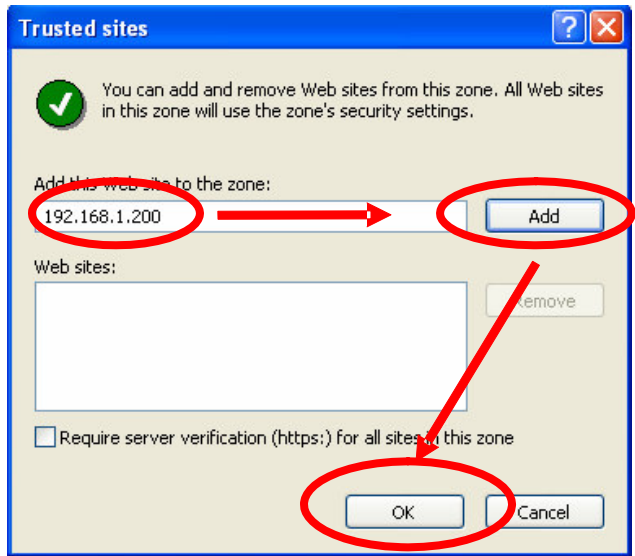 Trusted sites
You can add and remove Web sites from this zone. All Web sites
in this zone will use the zone's security settings.
Add this Web site to the zone:
192.168.1.200
Add
Web sites:
Remove
Require server verification (https:) for all sites in this zone
OK
Cancel